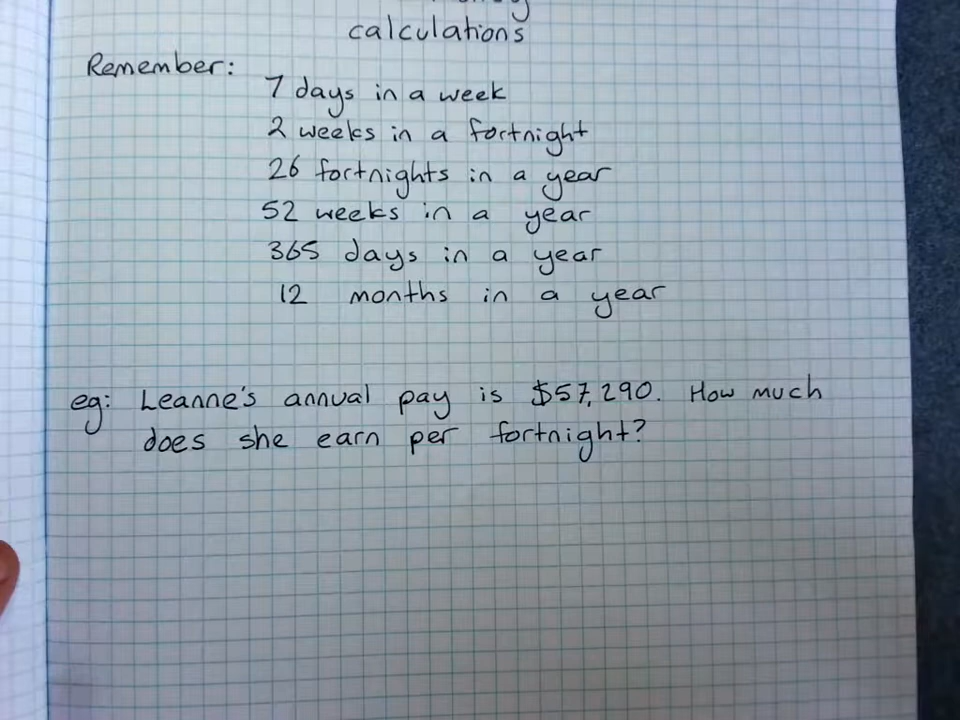 calculations
Remember:
7 days in a week
2 weeks in a fortnight
26 fortnights in a year
52 weeks in a year
365 days in a year
12 months in a year
eg: Leanne's annual pay is $57,290. How much
does she earn per fortnight?